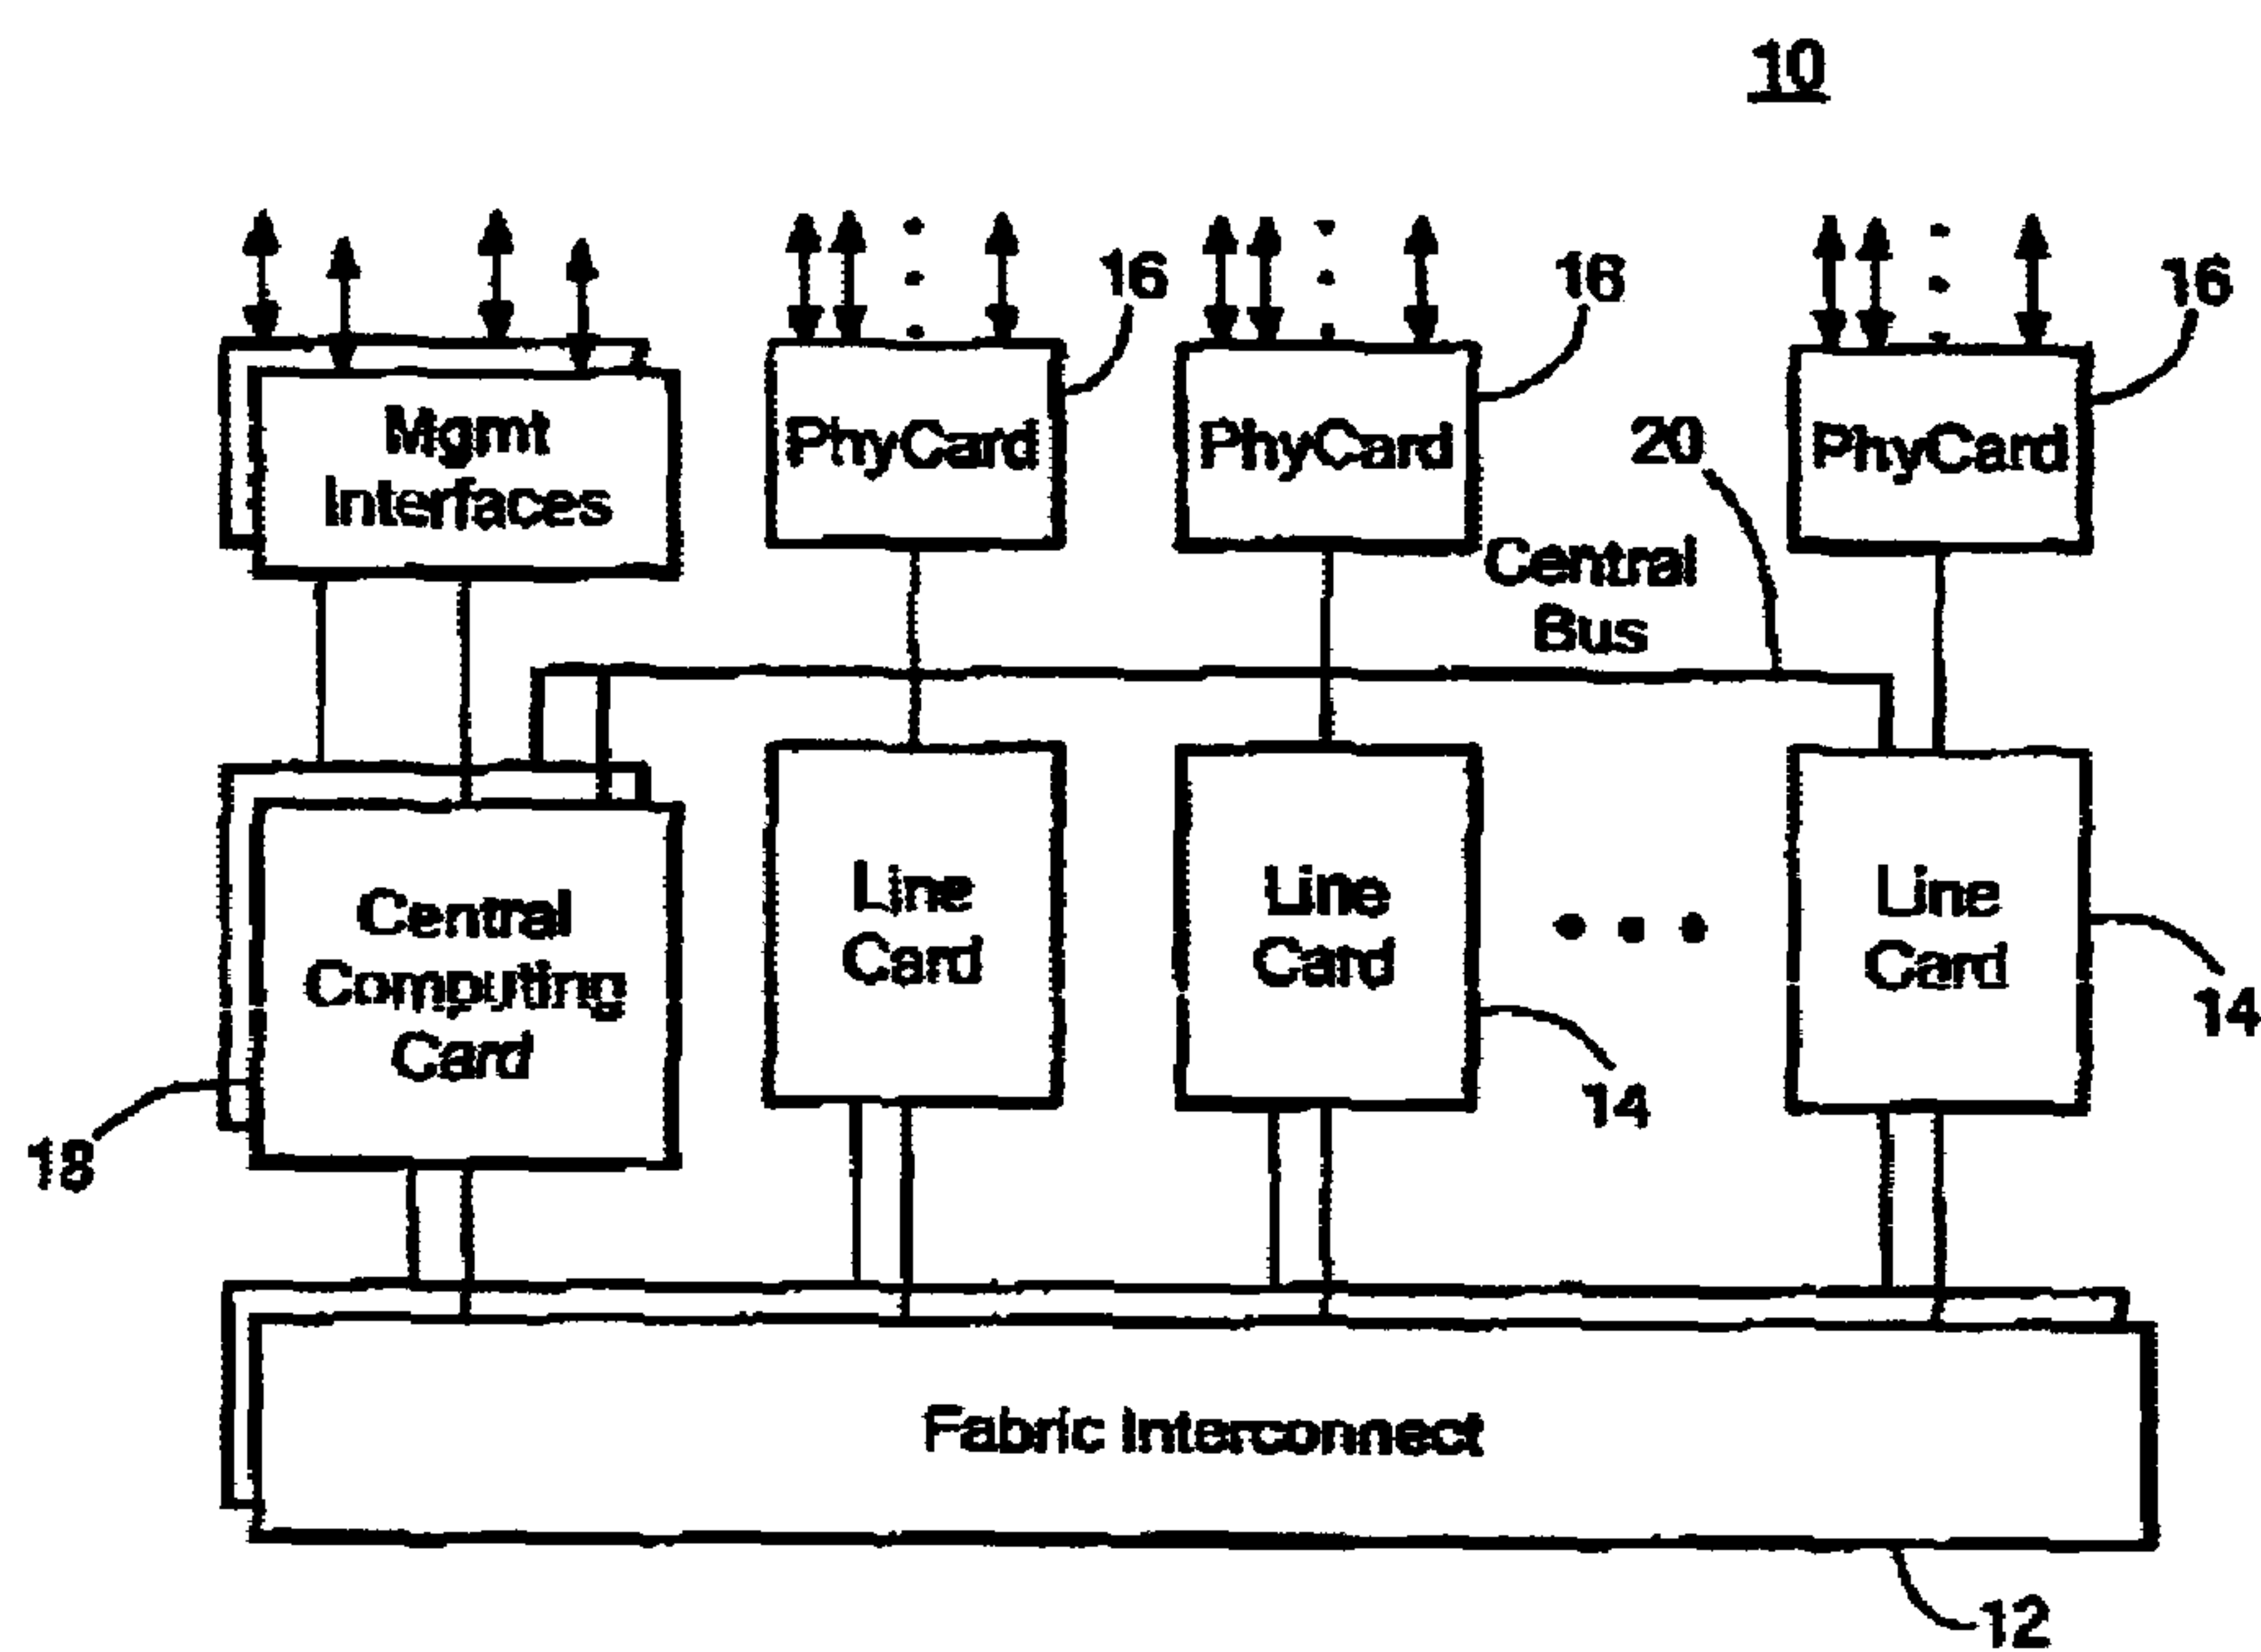 10
16
16
16
Mgmt
Interfaces
PhyCard
PhyCard
20
PhyCard
Central
Bus
Central
Computing
Card
Line
Card
Line
Card
Line
Card
14
14
18
Fabric Interconnect
12